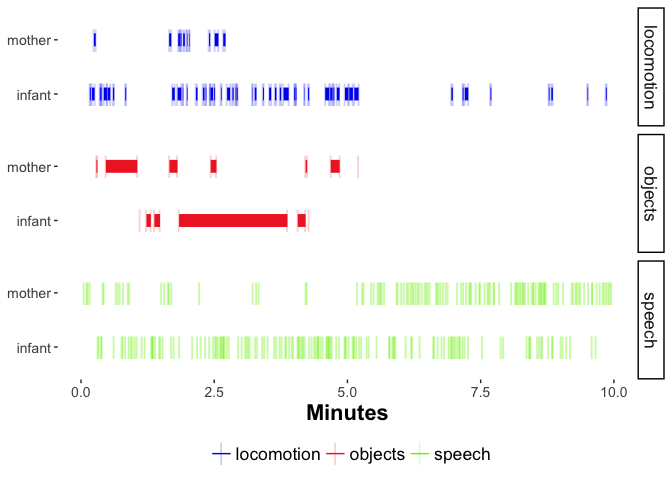 mother
infant
locomotion
mother
infant
objects
mother
infant
speech
0.0 2.5 5.0 7.5 10.0
Minutes
locomotion objects speech